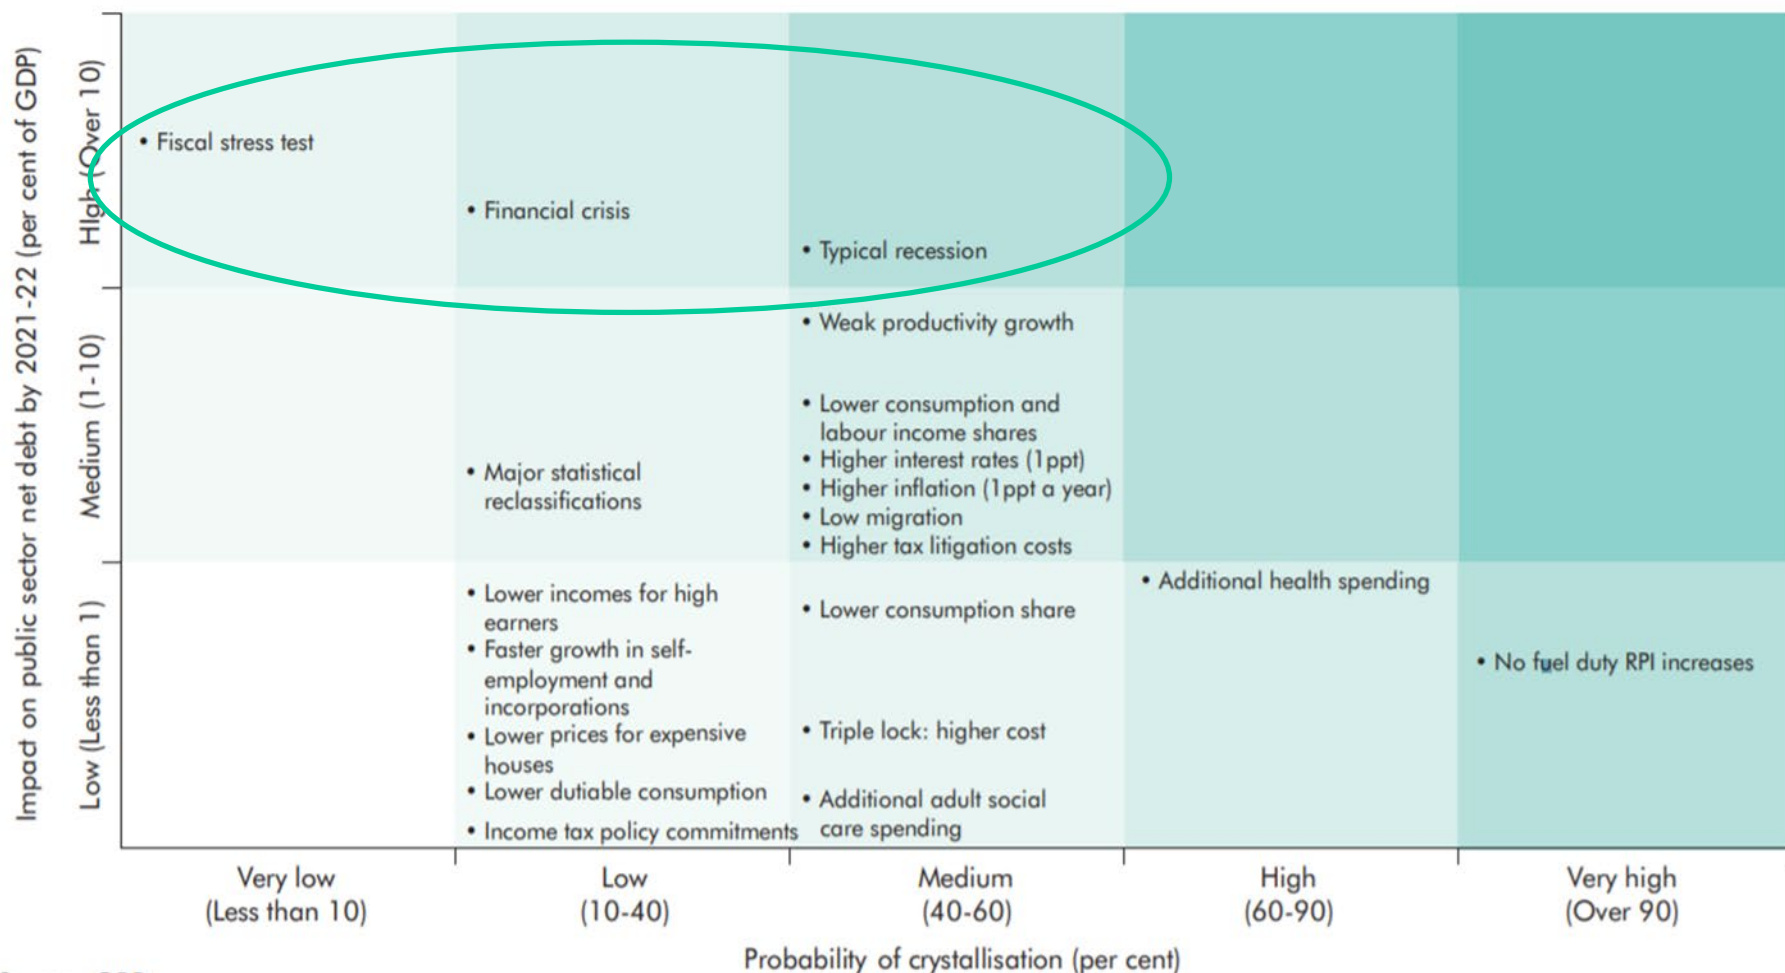 Impact on public sector net debt by 2021-22 (per cent of GDP)
HIgh (Over 10)
Medium (1-10)
Low (Less than 1)
• Fiscal stress test
• Financial crisis
• Typical recession
• Weak productivity growth
• Lower consumption and
labour income shares
• Higher interest rates (1ppt)
• Higher inflation (1ppt a year)
• Low migration
• Higher tax litigation costs
• Major statistical
reclassifications
• Lower incomes for high
earners
• Faster growth in self-
employment and
incorporations
• Lower prices for expensive
houses
• Lower dutiable consumption
• Income tax policy commitments
• Lower consumption share
• Triple lock: higher cost
• Additional adult social
care spending
• Additional health spending
• No fuel duty RPI increases
Very low
(Less than 10)
Low
(10-40)
Medium
(40-60)
High
(60-90)
Very high
(Over 90)
Probability of crystallisation (per cent)